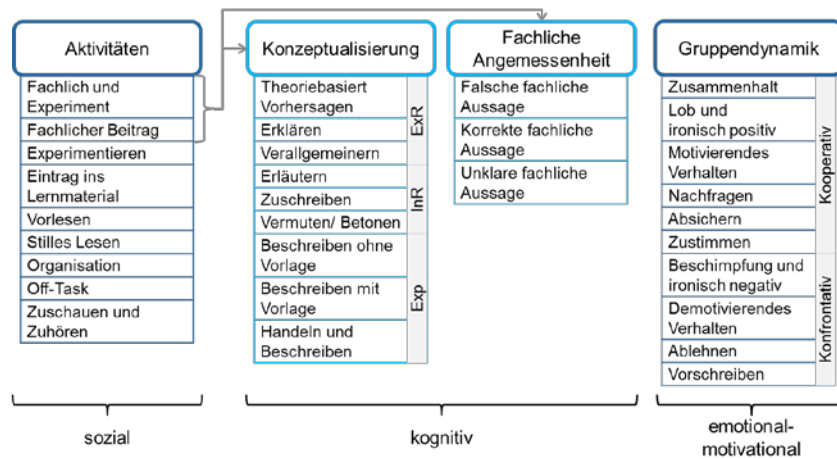 Aktivitäten
Fachlich und
Experiment
Fachlicher Beitrag
Experimentieren
Eintrag ins
Lernmaterial
Vorlesen
Stilles Lesen
Organisation
Off-Task
Zuschauen und
Zuhören
sozial
Konzeptualisierung
Theoriebasiert
Vorhersagen
Erklären
Verallgemeinern
ExR
Erläutern
Zuschreiben
Vermuten/ Betonen
InR
Beschreiben ohne
Vorlage
Beschreiben mit
Vorlage
Handeln und
Beschreiben
Exp
Fachliche
Angemessenheit
Falsche fachliche
Aussage
Korrekte fachliche
Aussage
Unklare fachliche
Aussage
kognitiv
Gruppendynamik
Zusammenhalt
Lob und
ironisch positiv
Motivierendes
Verhalten
Nachfragen
Absichern
Zustimmen
Kooperativ
Beschimpfung und
ironisch negativ
Demotivierendes
Verhalten
Ablehnen
Vorschreiben
Konfrontativ
emotional-
motivational